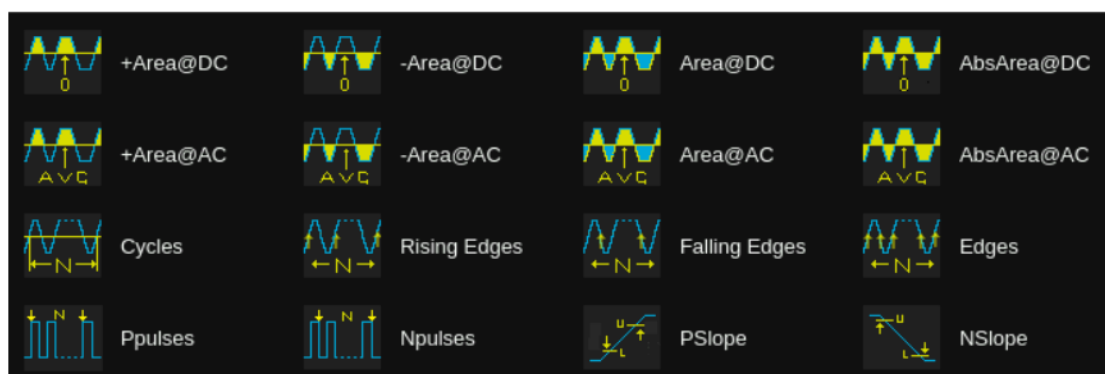 +Area@DC -Area@DC Area@DC AbsArea@DC
0 0 0 0
+Area@AC -Area@AC Area@AC AbsArea@AC
AVG AVG AVG AVG
Cycles Rising Edges Falling Edges Edges
N N N N
N N U U
Ppulses Npulses PSlope NSlope
L L